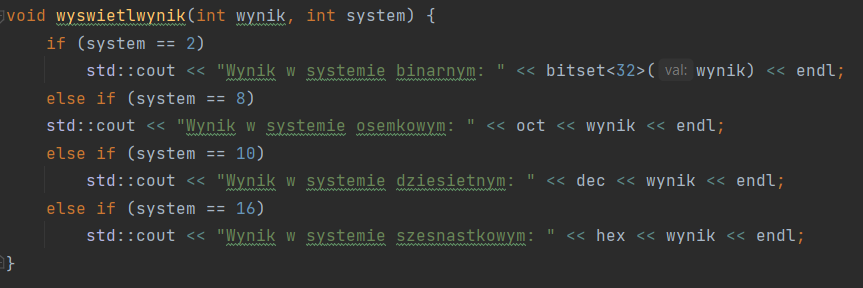 void wyswietlwynik(int wynik, int system) {
    if (system == 2)
        std::cout << "Wynik w systemie binarnym: " << bitset<32>( val: wynik) << endl;
    else if (system == 8)
    std::cout << "Wynik w systemie osemkowym: " << oct << wynik << endl;
    else if (system == 10)
        std::cout << "Wynik w systemie dziesietnym: " << dec << wynik << endl;
    else if (system == 16)
        std::cout << "Wynik w systemie szesnastkowym: " << hex << wynik << endl;
}